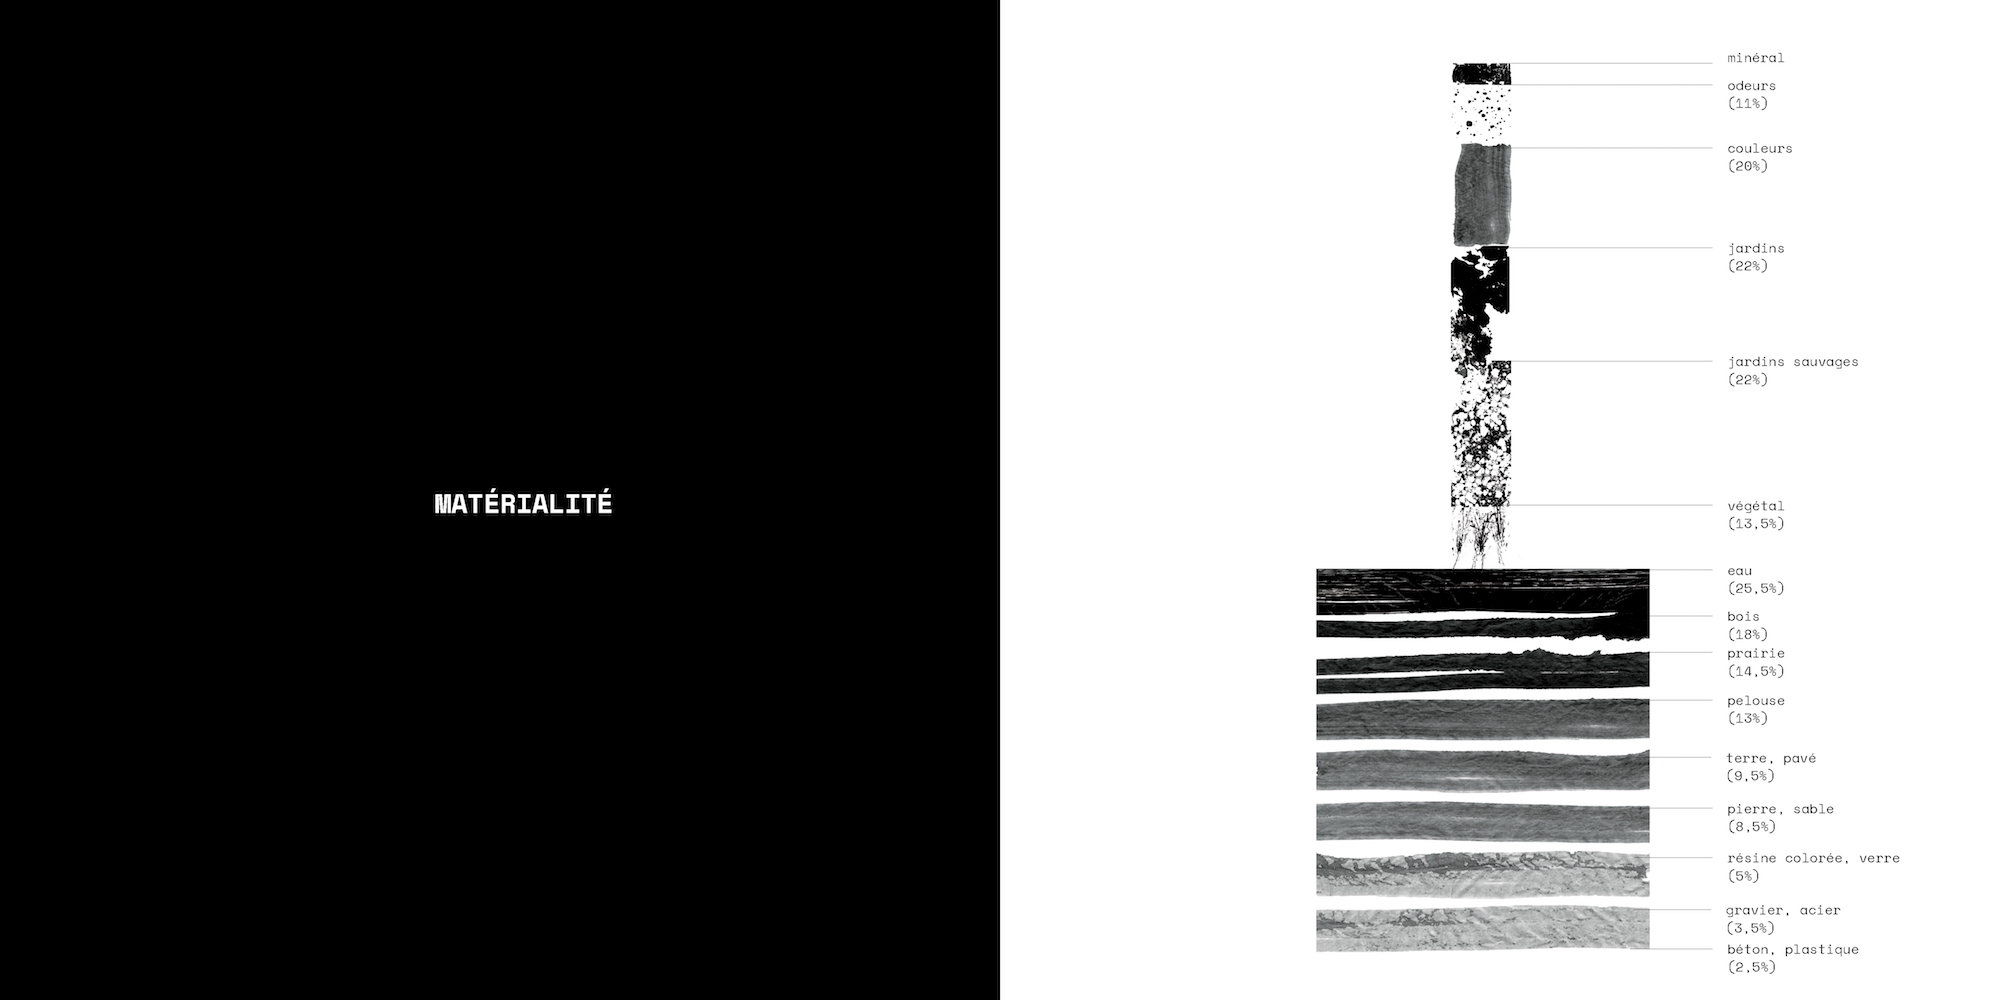 MATÉRIALITÉ
minéral
odeurs
(11%)
couleurs
(20%)
jardins
(22%)
jardins sauvages
(22%)
végétal
(13,5%)
eau
(25,5%)
bois
(18%)
prairie
(14,5%)
pelouse
(13%)
terre, pavé
(9,5%)
pierre, sable
(8,5%)
résine colorée, verre
(5%)
gravier, acier
(3,5%)
béton, plastique
(2,5%)